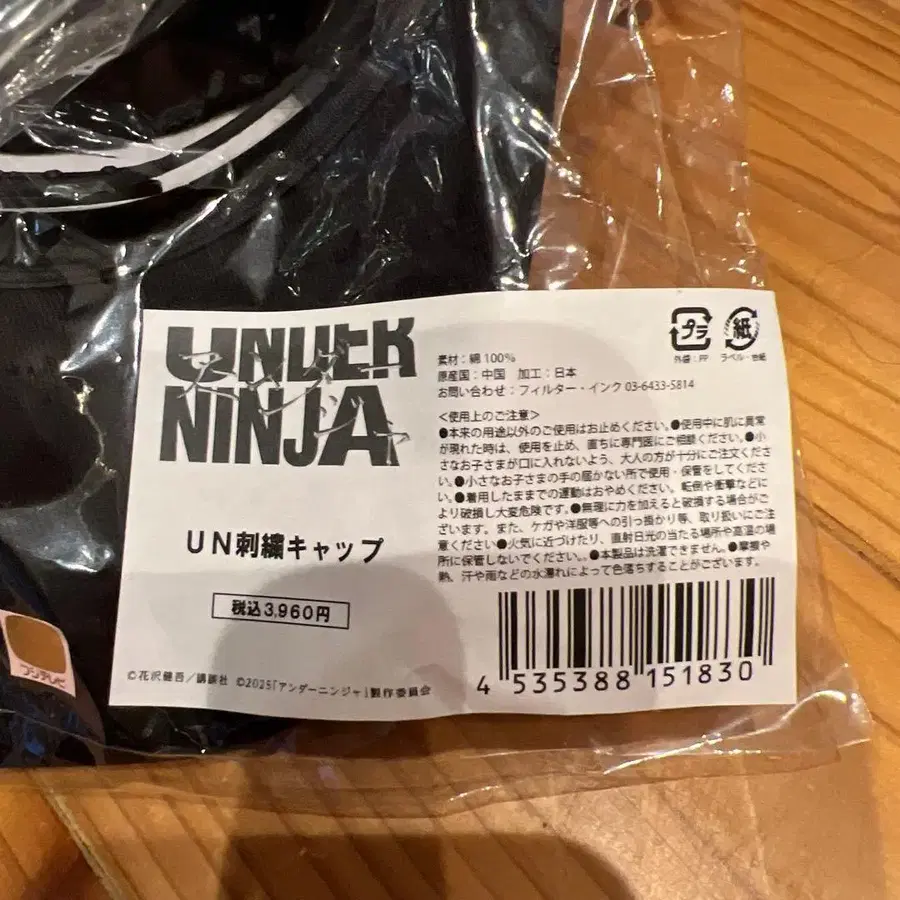 UNDER
アンダー
NINJA
ニンジャ
UN刺繍キャップ
税込3,960円
©花沢健吾/講談社 ©2025「アンダーニンジャ」製作委員会
フジテレビ
プラ
外袋:PP
紙
ラベル・台紙
素材:綿100%
原産国:中国 加工:日本
お問い合わせ:フィルター・インク 03-6433-5814
<使用上のご注意>
●本来の用途以外のご使用はお止めください。●使用中に肌に異常
が現れた時は、使用を止め、直ちに専門医にご相談ください。●小
さなお子さまが口に入れないよう、大人の方が十分にご注文くださ
い。●小さなお子さまの手の届かない所で使用・保管をしてくださ
い。●着用したままでの運動はおやめください、転倒や衝撃などに
より破損し大変危険です。●無理に力を加えると破損する場合がご
ざいます。また、ケガや洋服等への引っ掛かり等、取り扱いにご注
意ください●火気に近づけたり、直射日光の当たる場所や高温の場
所に保管しないでください。。●本製品は洗濯できません。●摩擦や
熱、汗や雨などの水濡れによって色落ちすることがございます。
4 535388 151830